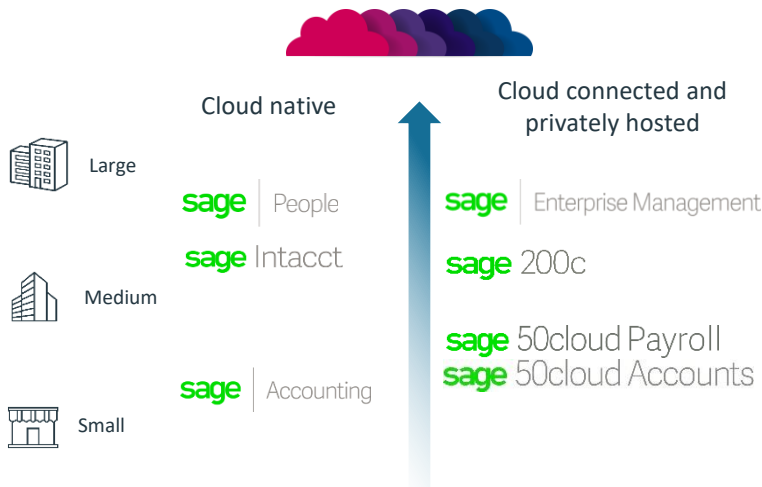 Cloud native
Cloud connected and
privately hosted
Large
sage People
sage Enterprise Management
sage Intacct
sage 200c
Medium
sage 50cloud Payroll
sage 50cloud Accounts
sage Accounting
Small